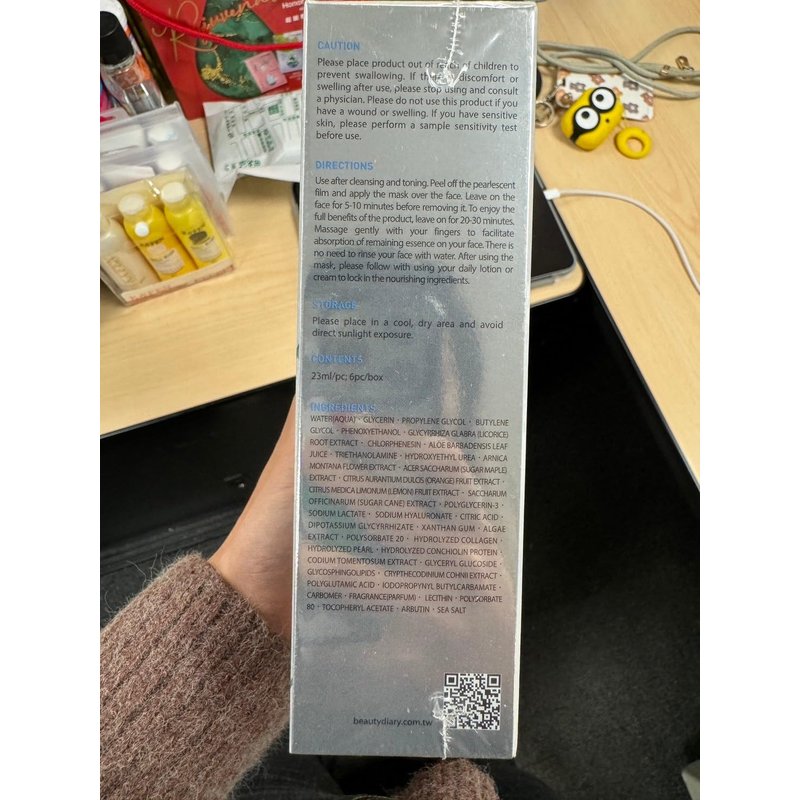 CAUTION
Please place product out of reach of children to
prevent swallowing. If there discomfort or
swelling after use, please stop using and consult
a physician. Please do not use this product if you
have a wound or swelling. If you have sensitive
skin, please perform a sample sensitivity test
before use.
DIRECTIONS
Use after cleansing and toning. Peel off the pearlescent
film and apply the mask over the face. Leave on the
face for 5-10 minutes before removing it. To enjoy the
full benefits of the product, leave on for 20-30 minutes.
Massage gently with your fingers to facilitate
absorption of remaining essence on your face. There is
no need to rinse your face with water. After using the
mask, please follow with using your daily lotion or
cream to lock in the nourishing ingredients.
STORAGE
Please place in a cool, dry area and avoid
direct sunlight exposure.
CONTENTS
23ml/pc; 6pc/box
INGREDIENTS
WATER(AQUA)・GLYCERIN・PROPYLENE GLYCOL・BUTYLENE
GLYCOL・PHENOXYETHANOL・GLYCYRRHIZA GLABRA (LICORICE)
ROOT EXTRACT・CHLORPHENESIN・ALOE BARBADENSIS LEAF
JUICE・TRIETHANOLAMINE・HYDROXYETHYL UREA・ARNICA
MONTANA FLOWER EXTRACT・ACER SACCHARUM (SUGAR MAPLE)
EXTRACT・CITRUS AURANTIUM DULCIS (ORANGE) FRUIT EXTRACT・
CITRUS MEDICA LIMONUM (LEMON) FRUIT EXTRACT・SACCHARUM
OFFICINARUM (SUGAR CANE) EXTRACT・POLYGLYCERIN-3・
SODIUM LACTATE・SODIUM HYALURONATE・CITRIC ACID・
DIPOTASSIUM GLYCYRRHIZATE・XANTHAN GUM・ALGAE
EXTRACT・POLYSORBATE 20・HYDROLYZED COLLAGEN・
HYDROLYZED PEARL・HYDROLYZED CONCHIOLIN PROTEIN・
CODIUM TOMENTOSUM EXTRACT・GLYCERYL GLUCOSIDE・
GLYCOSPHINGOLIPIDS・CRYPTHECODINIUM COHNII EXTRACT・
POLYGLUTAMIC ACID・IODOPROPYNYL BUTYLCARBAMATE・
CARBOMER・FRAGRANCE(PARFUM)・LECITHIN・POLYSORBATE
80・TOCOPHERYL ACETATE・ARBUTIN・SEA SALT
beautydiary.com.tw